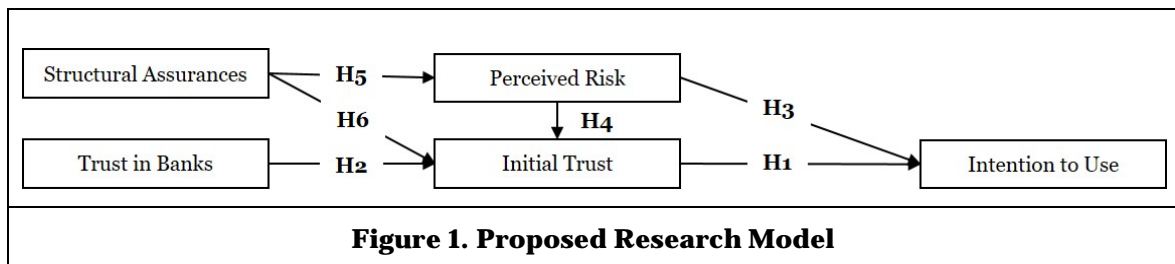 Structural Assurances
H5
Perceived Risk
H6
H4
H3
Trust in Banks
H2
Initial Trust
H1
Intention to Use
Figure 1. Proposed Research Model